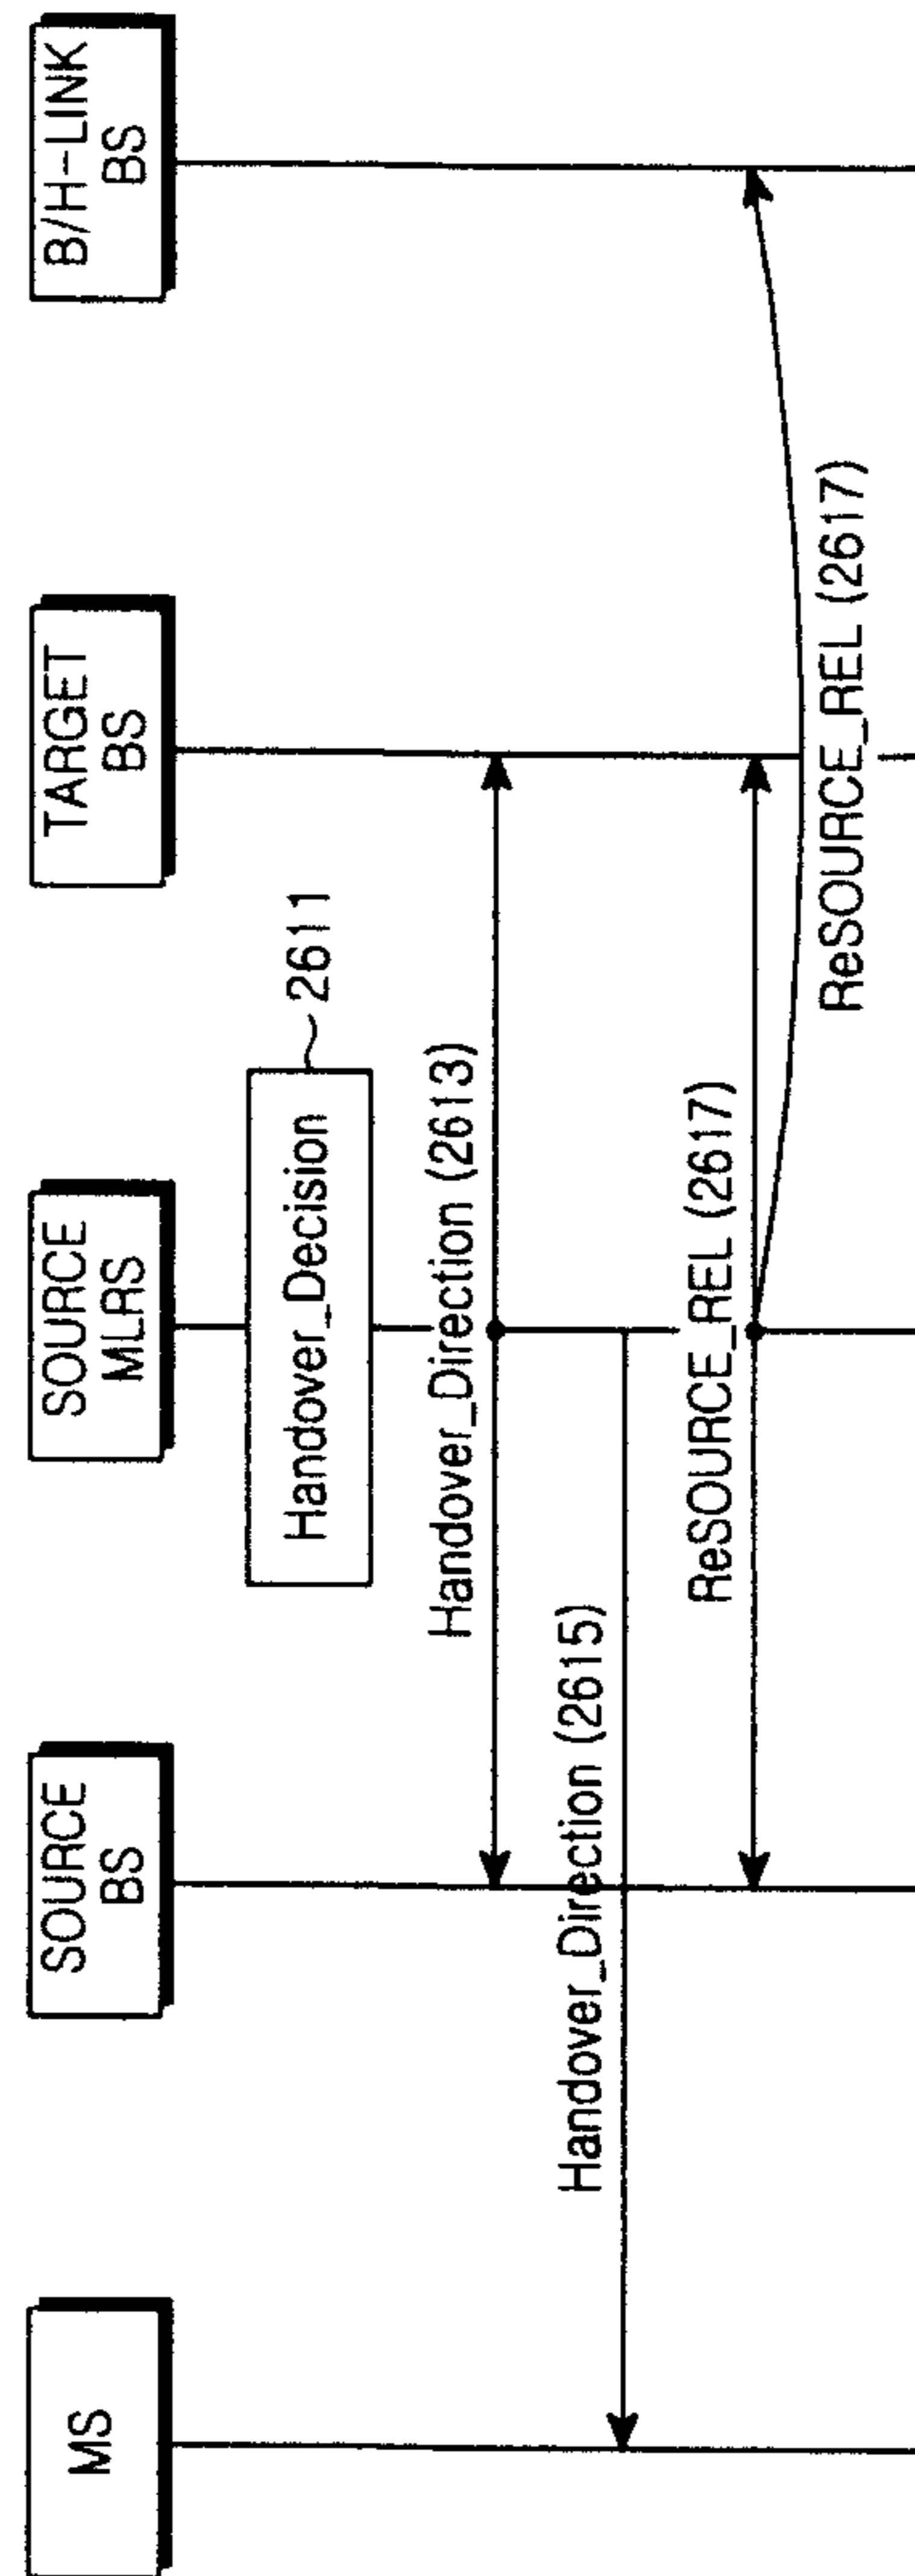 MS
SOURCE
BS
SOURCE
MLRS
TARGET
BS
B/H-LINK
BS
Handover_Decision
2611
Handover_Direction (2613)
Handover_Direction (2615)
ReSOURCE_REL (2617)
ReSOURCE_REL (2617)